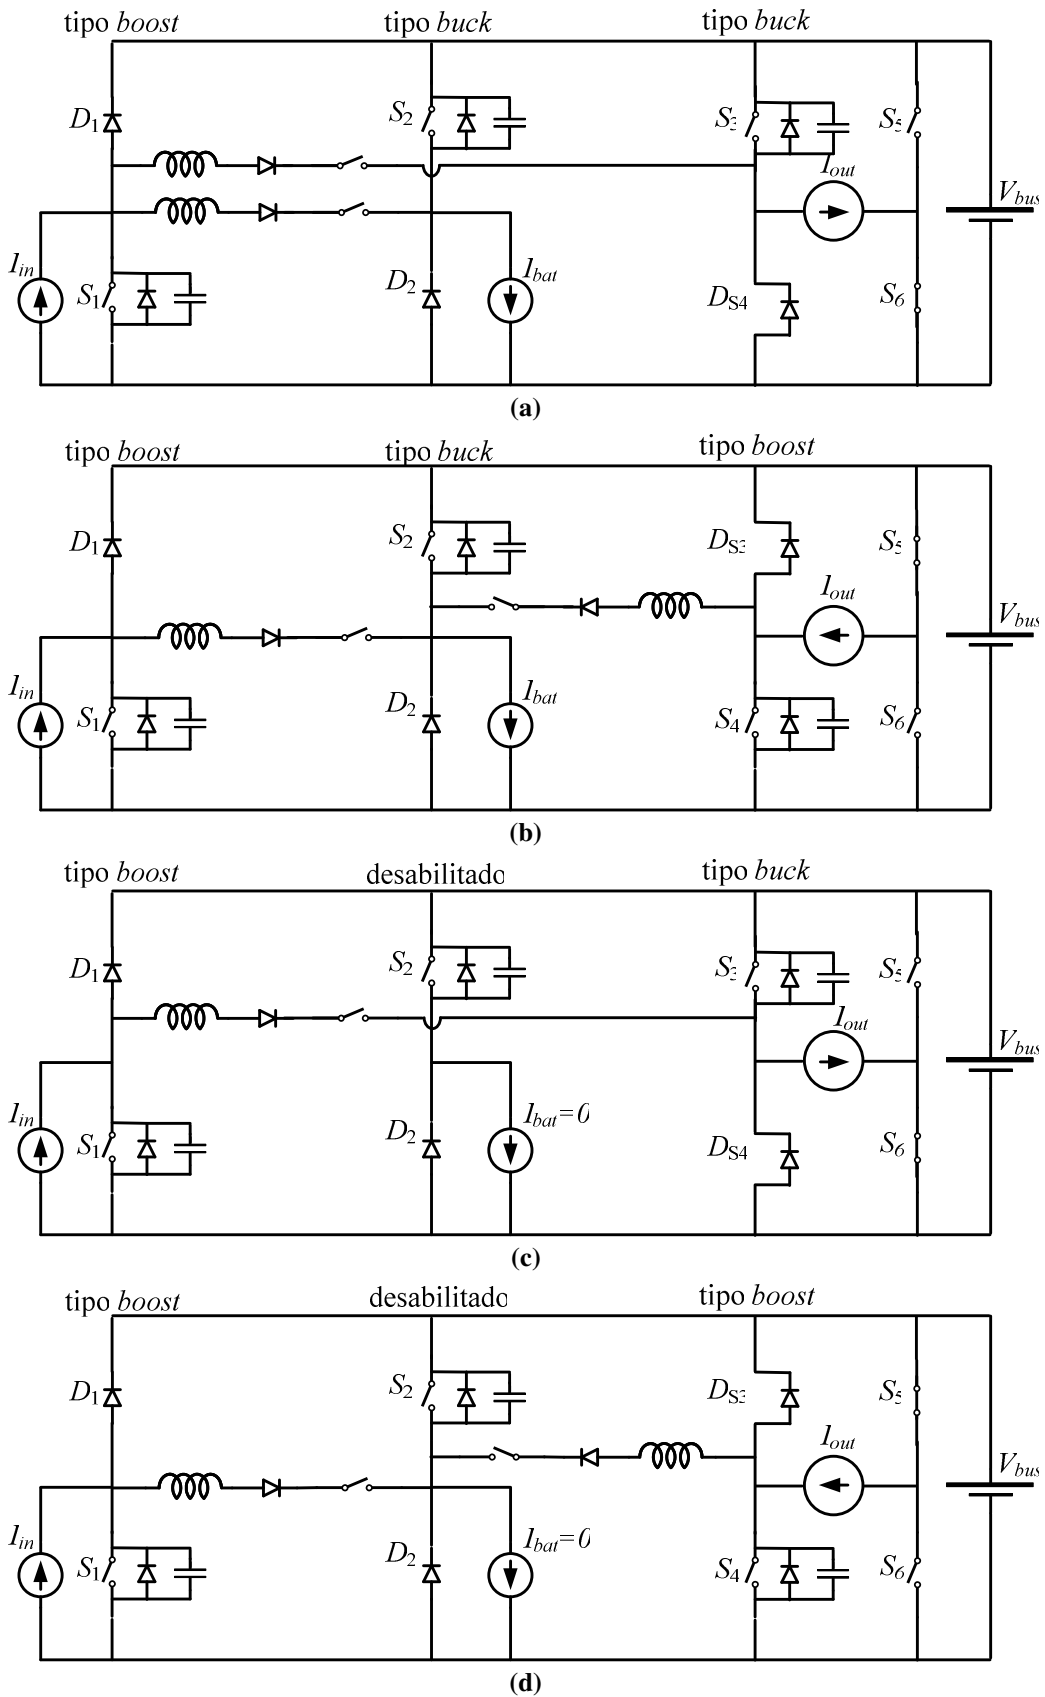 tipo boost tipo buck tipo buck
D1 S2 S3 S5
Iout
Vbus
Iin S1 D2 Ibat DS4 S6
(a)
tipo boost tipo buck tipo boost
D1 S2 DS3 S5
Iout
Vbus
Iin S1 D2 Ibat S4 S6
(b)
tipo boost desabilitado tipo buck
D1 S2 S3 S5
Iout
Vbus
Iin S1 D2 Ibat=0 DS4 S6
(c)
tipo boost desabilitado tipo boost
D1 S2 DS3 S5
Iout
Vbus
Iin S1 D2 Ibat=0 S4 S6
(d)